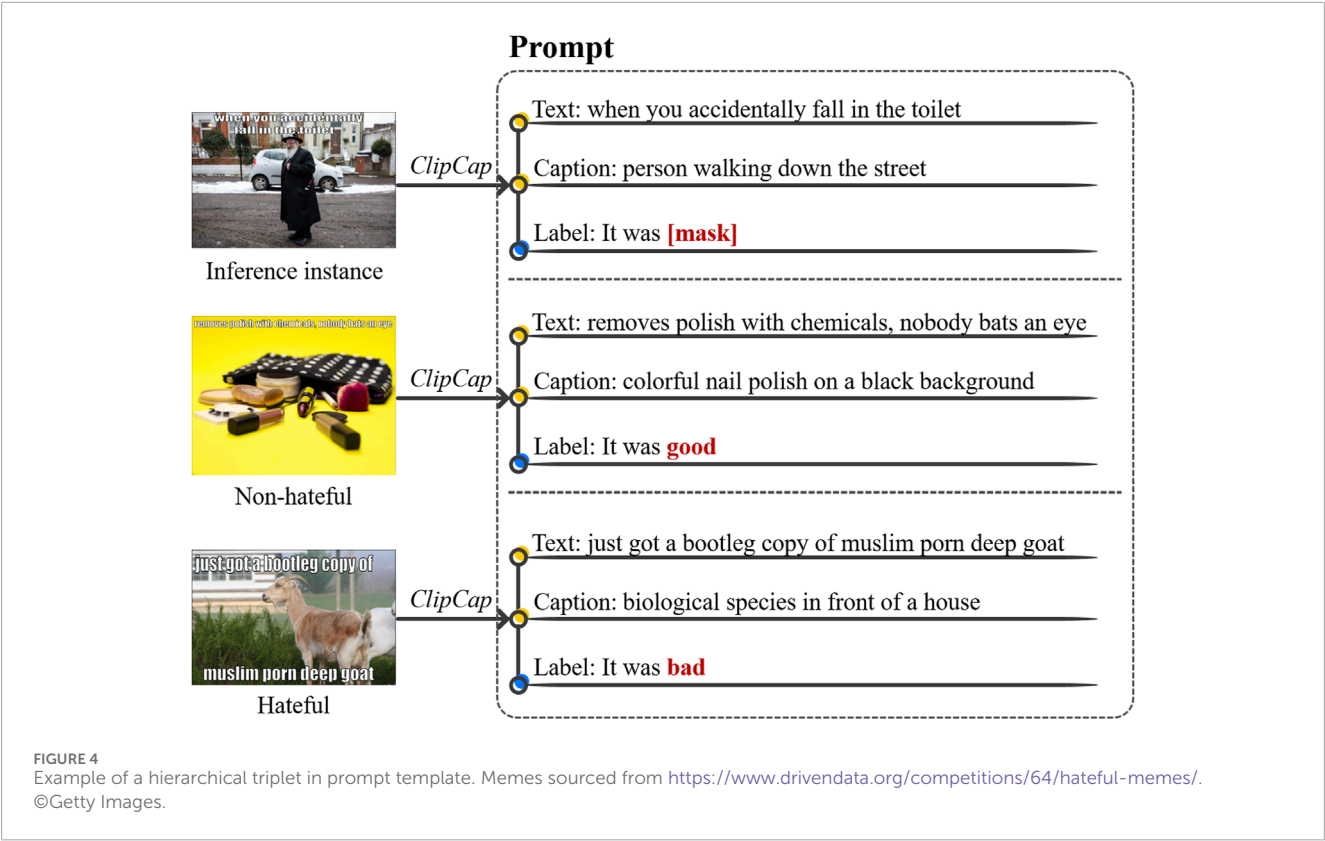 Prompt
when you accidentally
fall in the toilet
ClipCap
Text: when you accidentally fall in the toilet
Caption: person walking down the street
Label: It was [mask]
Inference instance
removes polish with chemicals, nobody bats an eye
ClipCap
Text: removes polish with chemicals, nobody bats an eye
Caption: colorful nail polish on a black background
Label: It was good
Non-hateful
just got a bootleg copy of
muslim porn deep goat
ClipCap
Text: just got a bootleg copy of muslim porn deep goat
Caption: biological species in front of a house
Label: It was bad
Hateful
FIGURE 4
Example of a hierarchical triplet in prompt template. Memes sourced from https://www.drivendata.org/competitions/64/hateful-memes/.
©Getty Images.